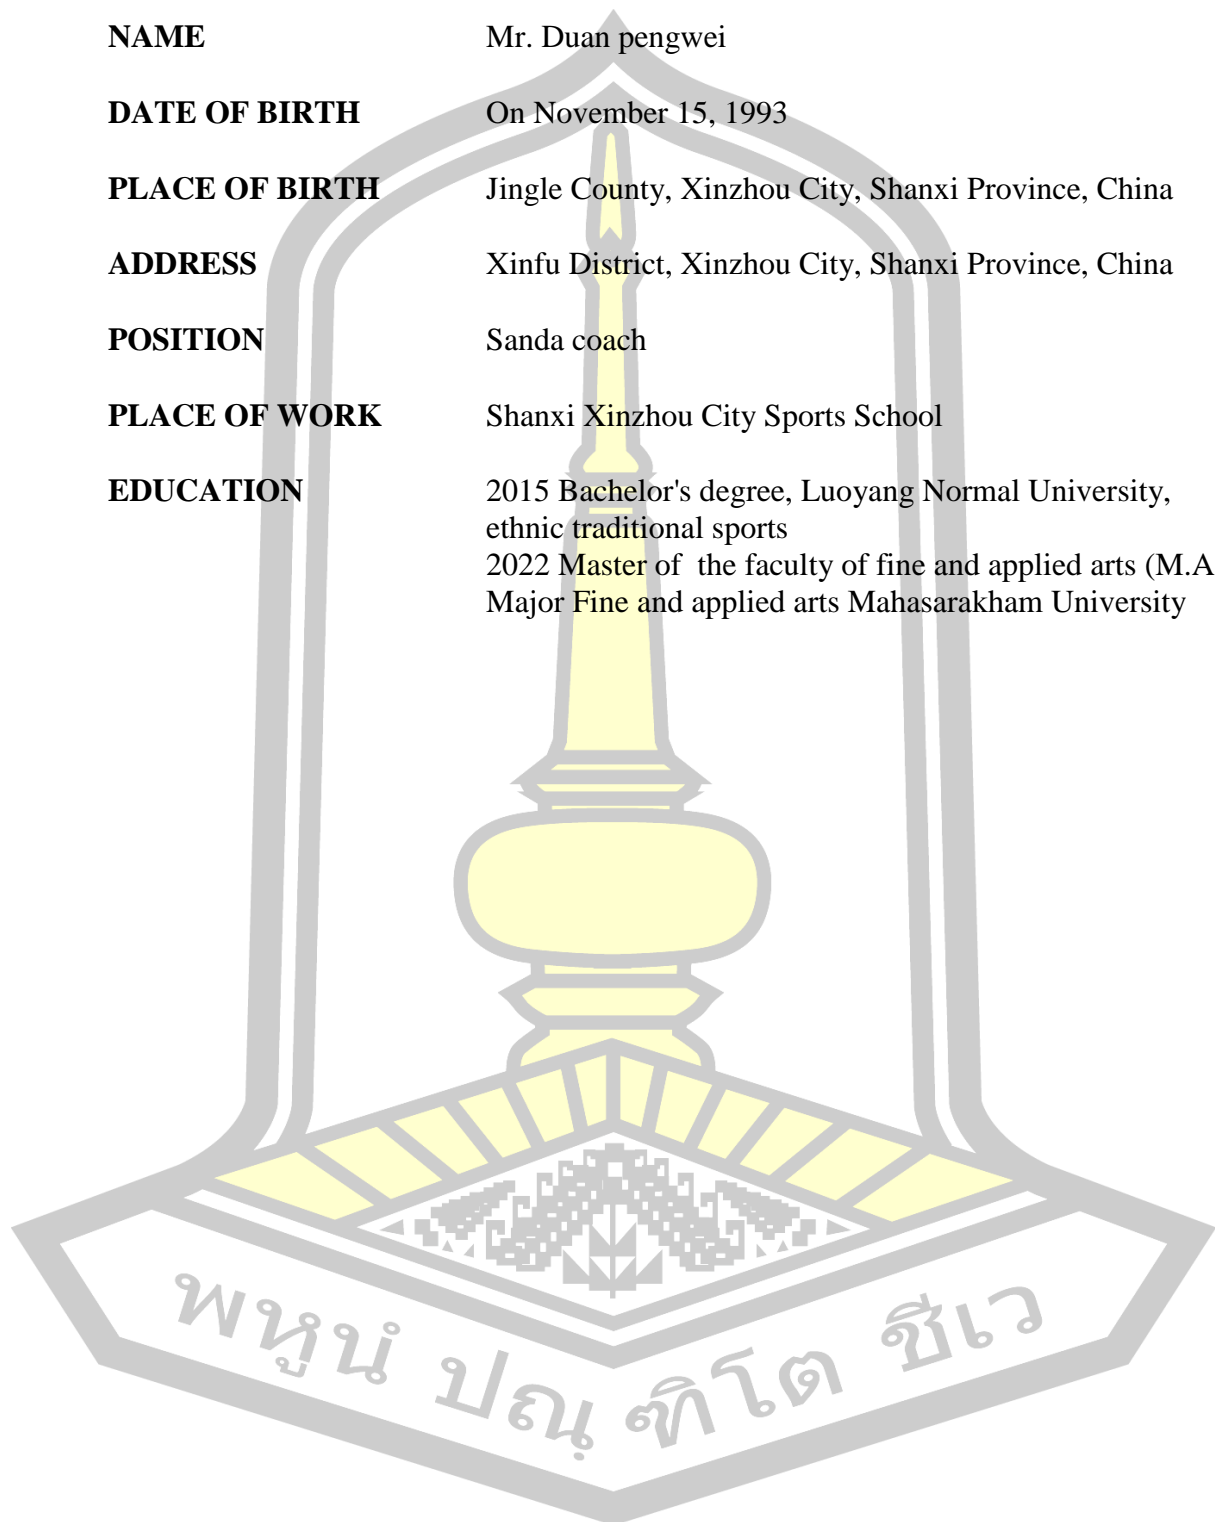 NAME Mr. Duan pengwei
DATE OF BIRTH On November 15, 1993
PLACE OF BIRTH Jingle County, Xinzhou City, Shanxi Province, China
ADDRESS Xinfu District, Xinzhou City, Shanxi Province, China
POSITION Sanda coach
PLACE OF WORK Shanxi Xinzhou City Sports School
EDUCATION 2015 Bachelor's degree, Luoyang Normal University,
ethnic traditional sports
2022 Master of the faculty of fine and applied arts (M.A
Major Fine and applied arts Mahasarakham University
พหูนํ ปณฺฑิโต ชีเว